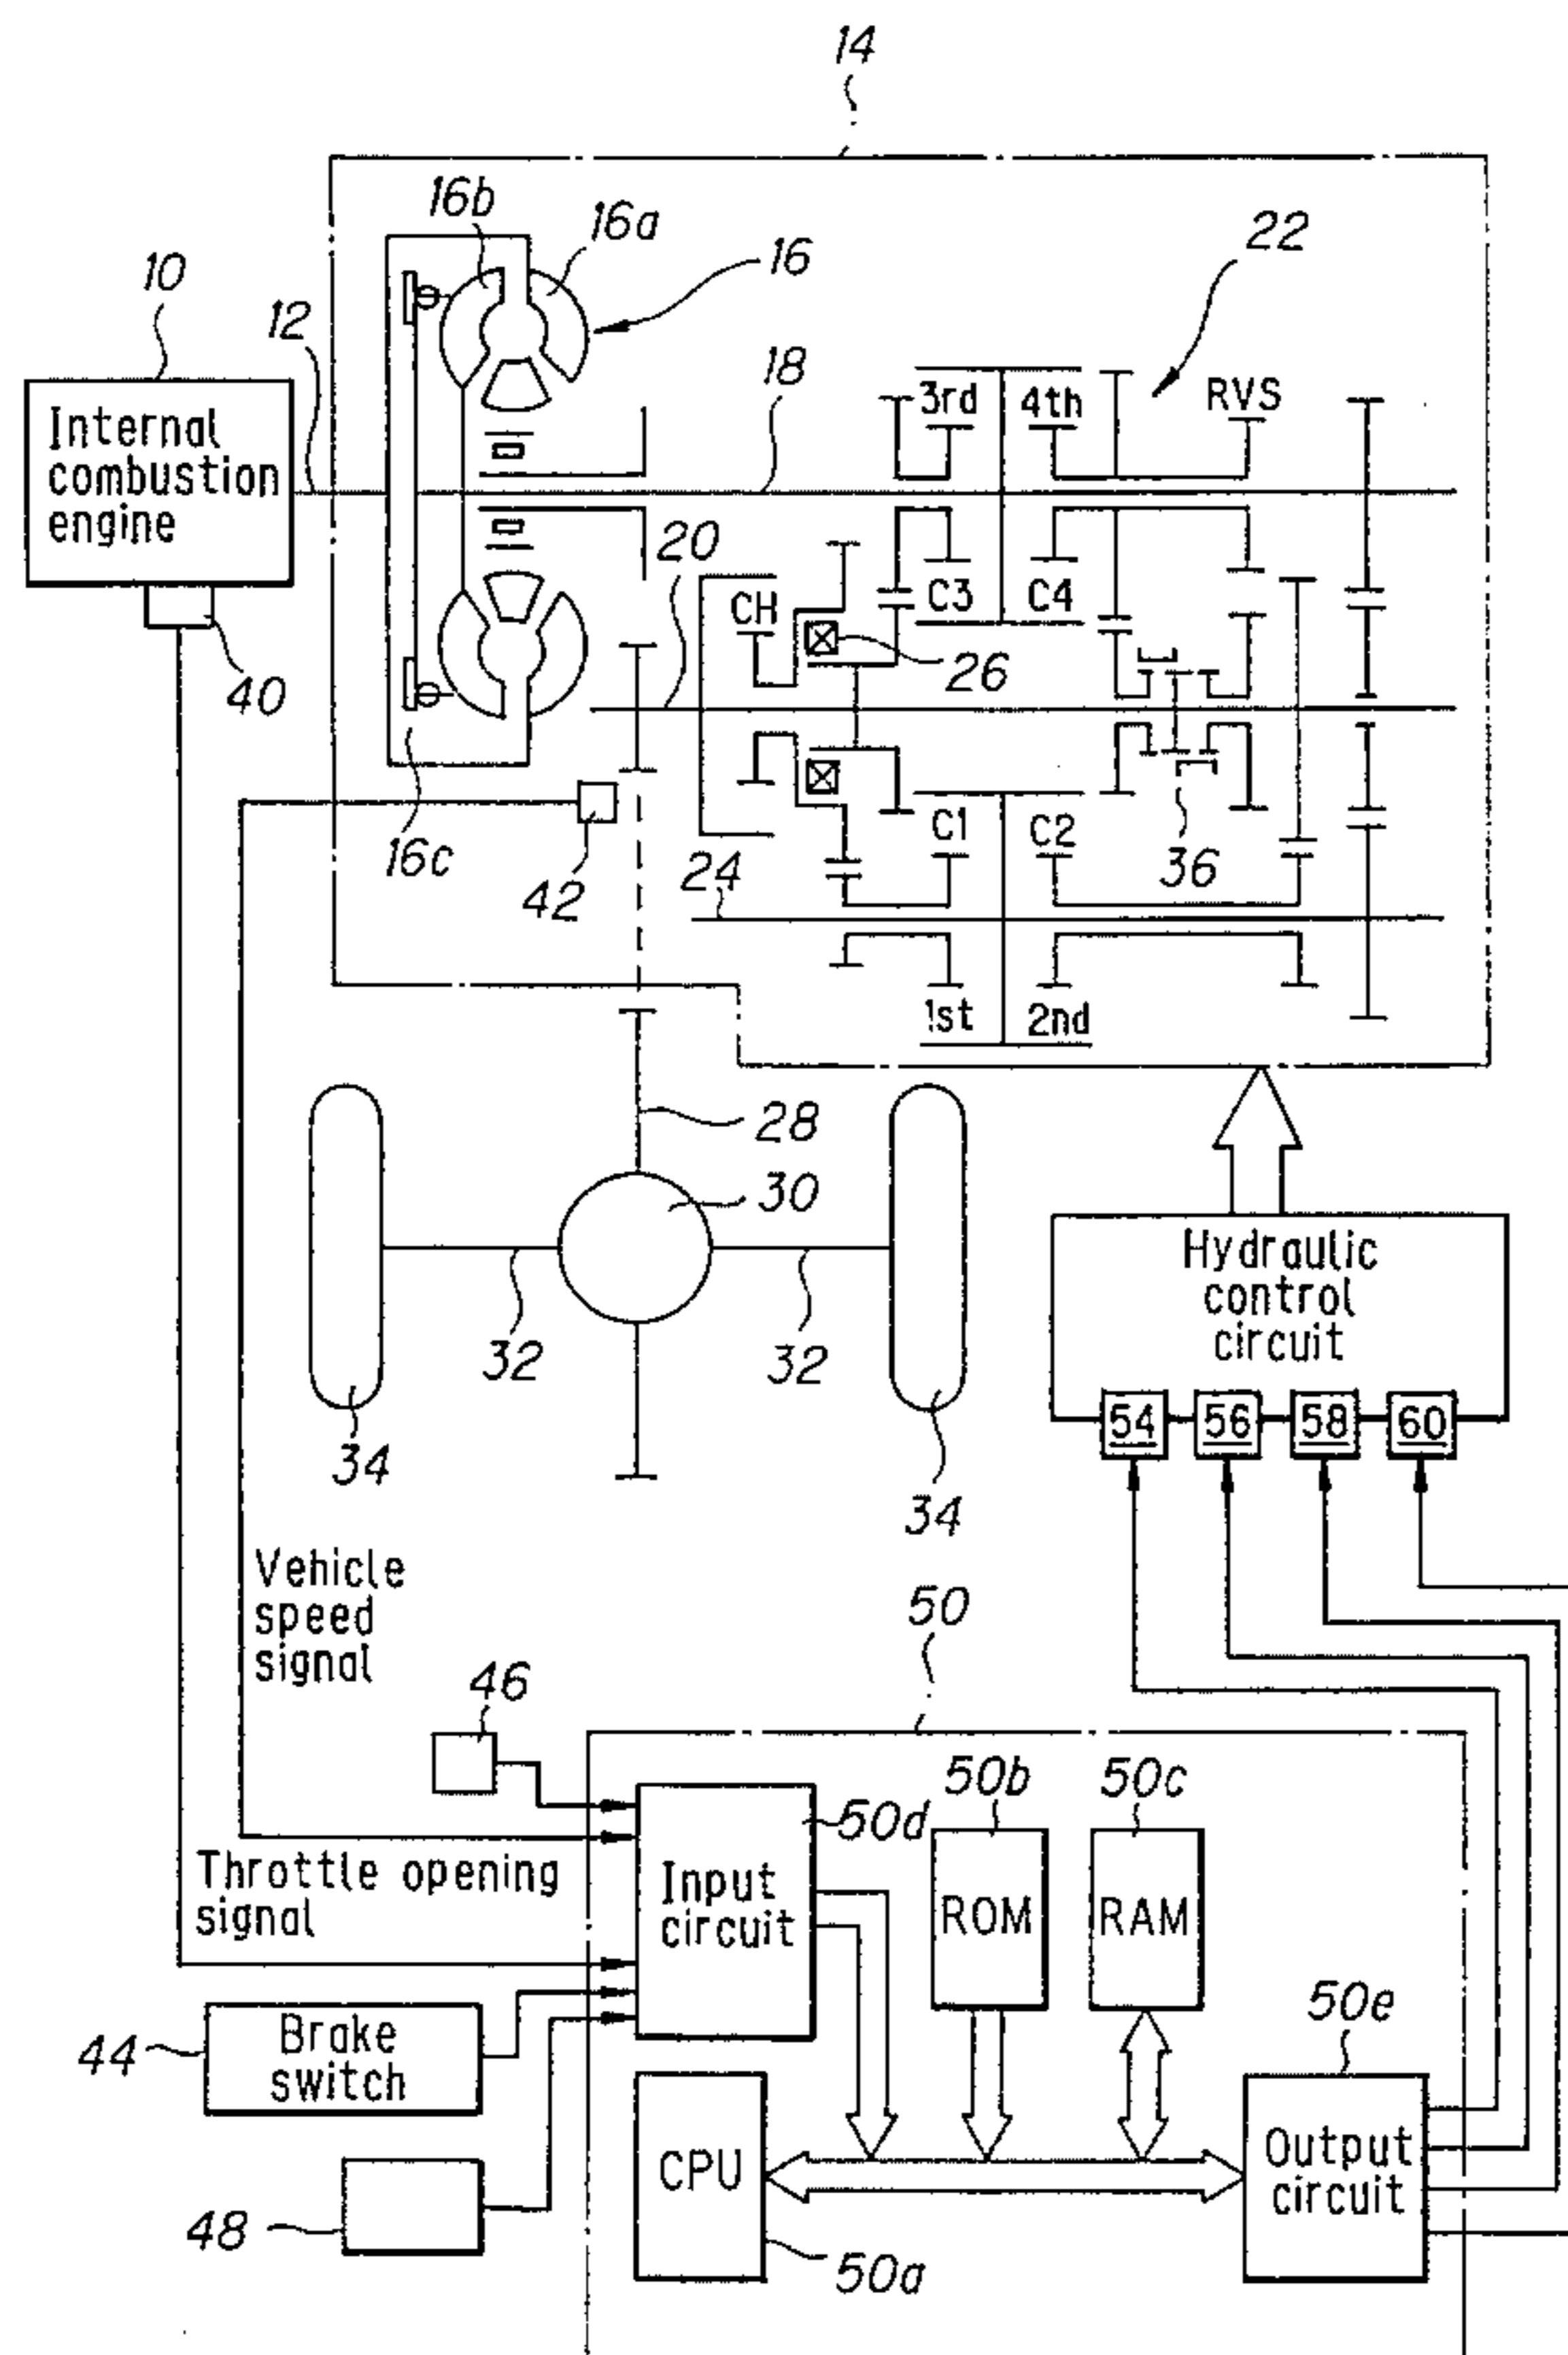 14
16b
16a
16
22
10
12
18
3rd
4th
RVS
Internal
combustion
engine
20
CH
C3
C4
26
40
16c
42
24
C1
C2
36
1st
2nd
28
30
32
32
34
34
Hydraulic
control
circuit
54
56
58
60
Vehicle
speed
signal
50
46
50d
50b
50c
Throttle opening
signal
Input
circuit
ROM
RAM
50e
44
Brake
switch
CPU
Output
circuit
48
50a